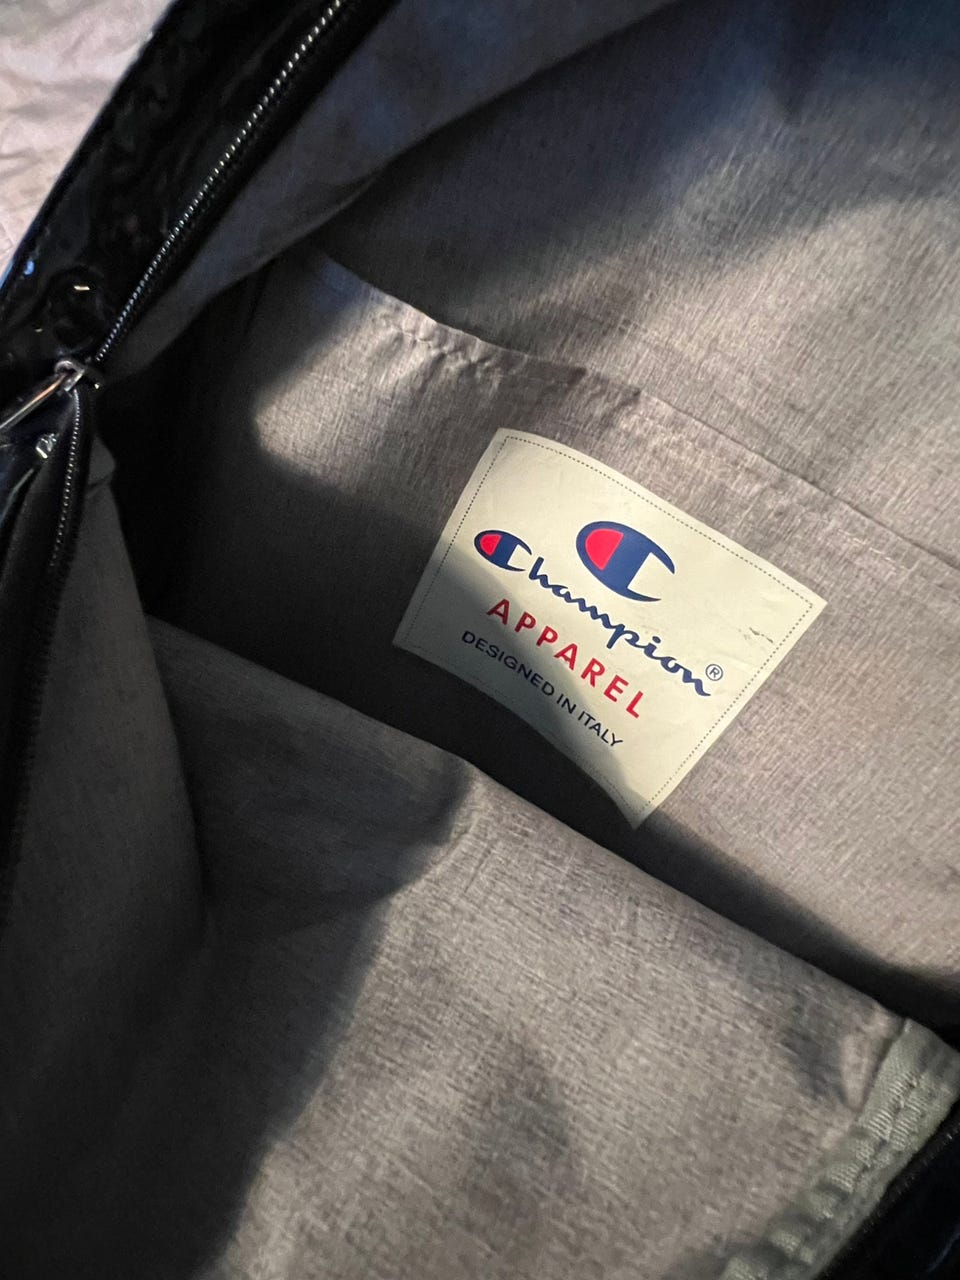 Champion®
APPAREL
DESIGNED IN ITALY